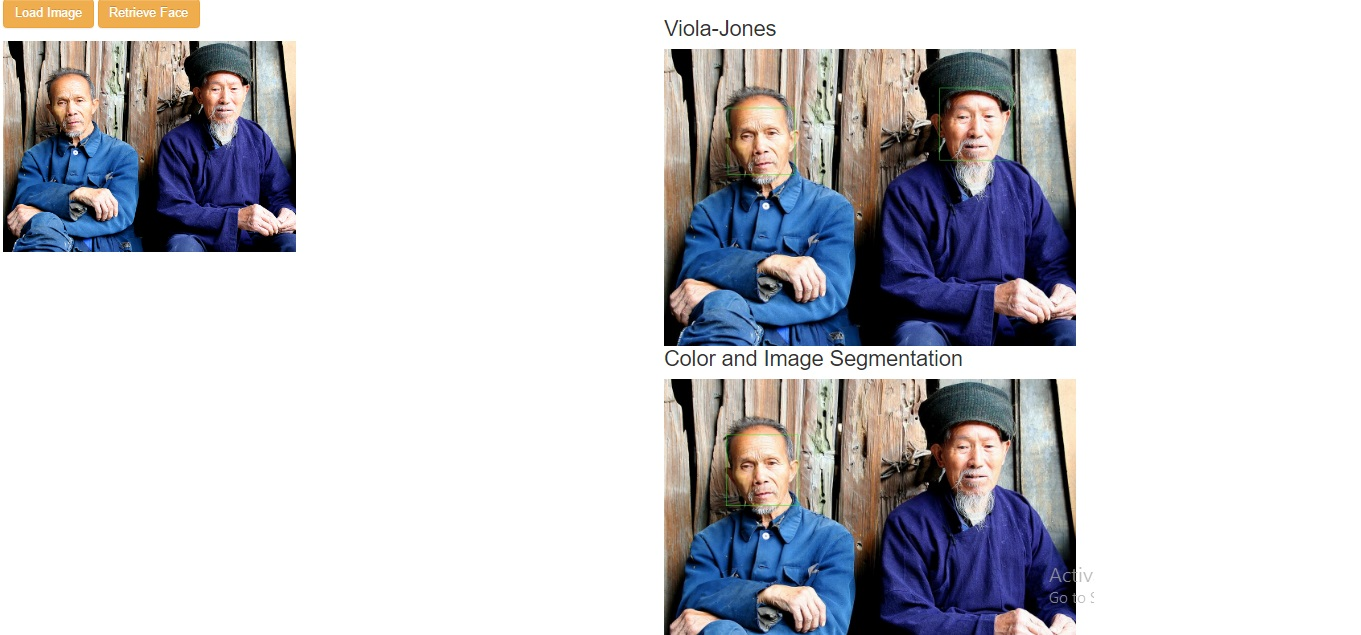 Load Image
Retrieve Face
Viola-Jones
Color and Image Segmentation
Activ
Go to S